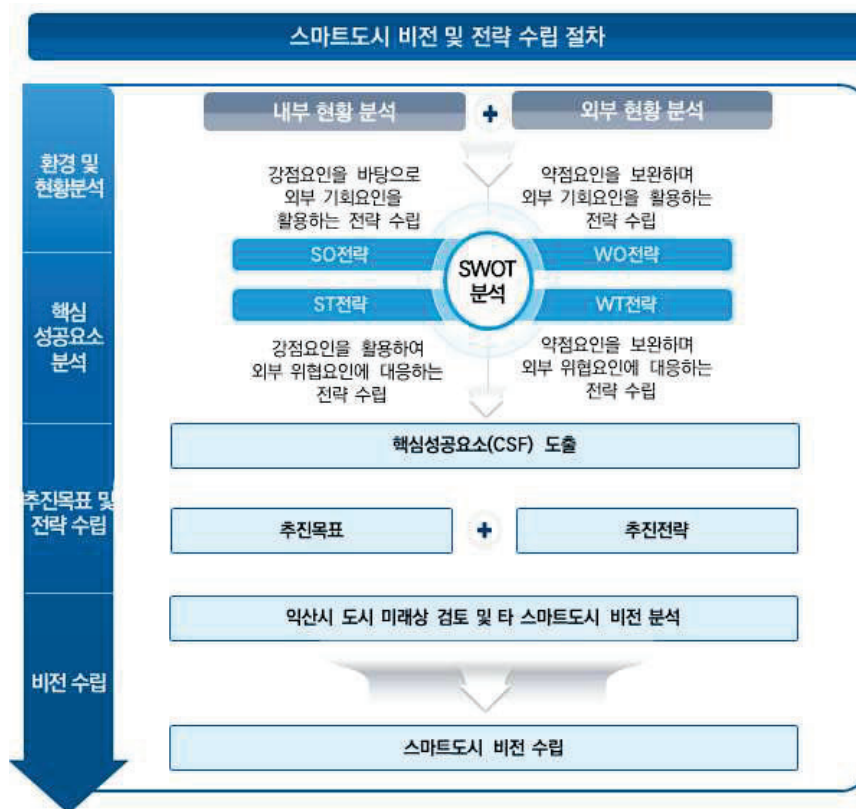 스마트도시 비전 및 전략 수립 절차
환경 및
현황분석
내부 현황 분석
+
외부 현황 분석
강점요인을 바탕으로
외부 기회요인을
활용하는 전략 수립
약점요인을 보완하며
외부 기회요인을 활용하는
전략 수립
핵심
성공요소
분석
SO전략
WO전략
SWOT
분석
ST전략
WT전략
강점요인을 활용하여
외부 위협요인에 대응하는
전략 수립
약점요인을 보완하며
외부 위협요인에 대응하는
전략 수립
핵심성공요소(CSF) 도출
추진목표 및
전략 수립
추진목표
+
추진전략
비전 수립
익산시 도시 미래상 검토 및 타 스마트도시 비전 분석
스마트도시 비전 수립